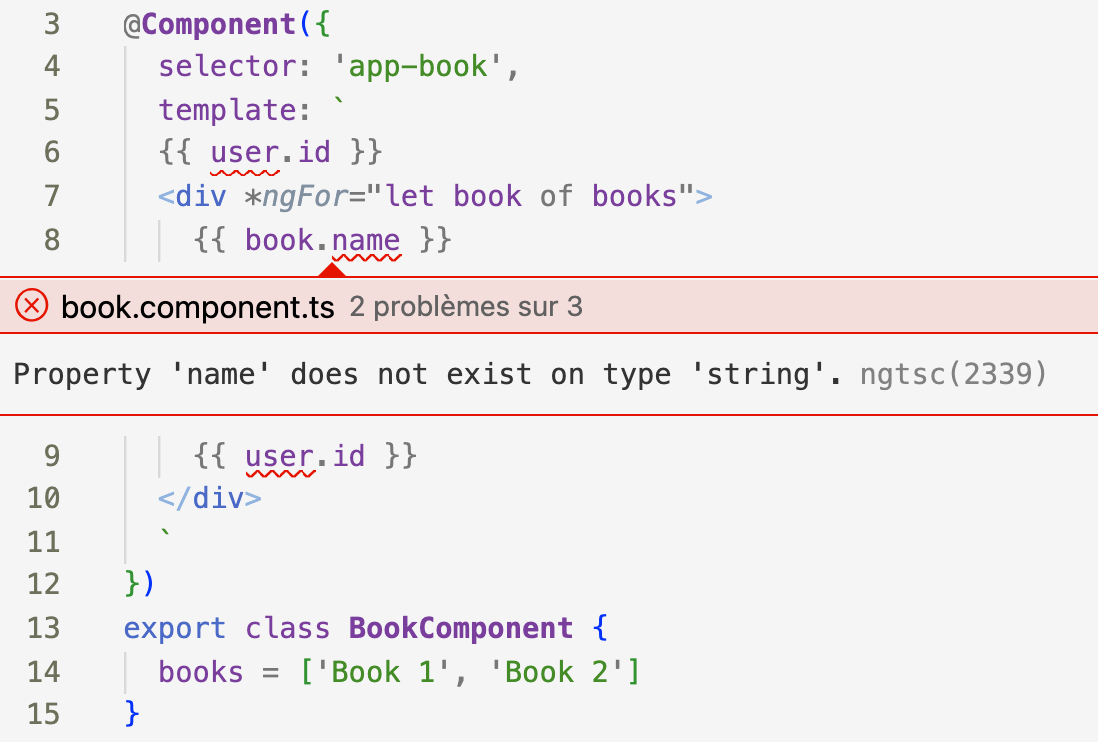 3 @Component({
4 selector: 'app-book',
5 template: `
6 {{ user.id }}
7 <div *ngFor="let book of books">
8 {{ book.name }}
book.component.ts 2 problèmes sur 3
Property 'name' does not exist on type 'string'. ngtsc(2339)
9 {{ user.id }}
10 </div>
11 `
12 })
13 export class BookComponent {
14 books = ['Book 1', 'Book 2']
15 }